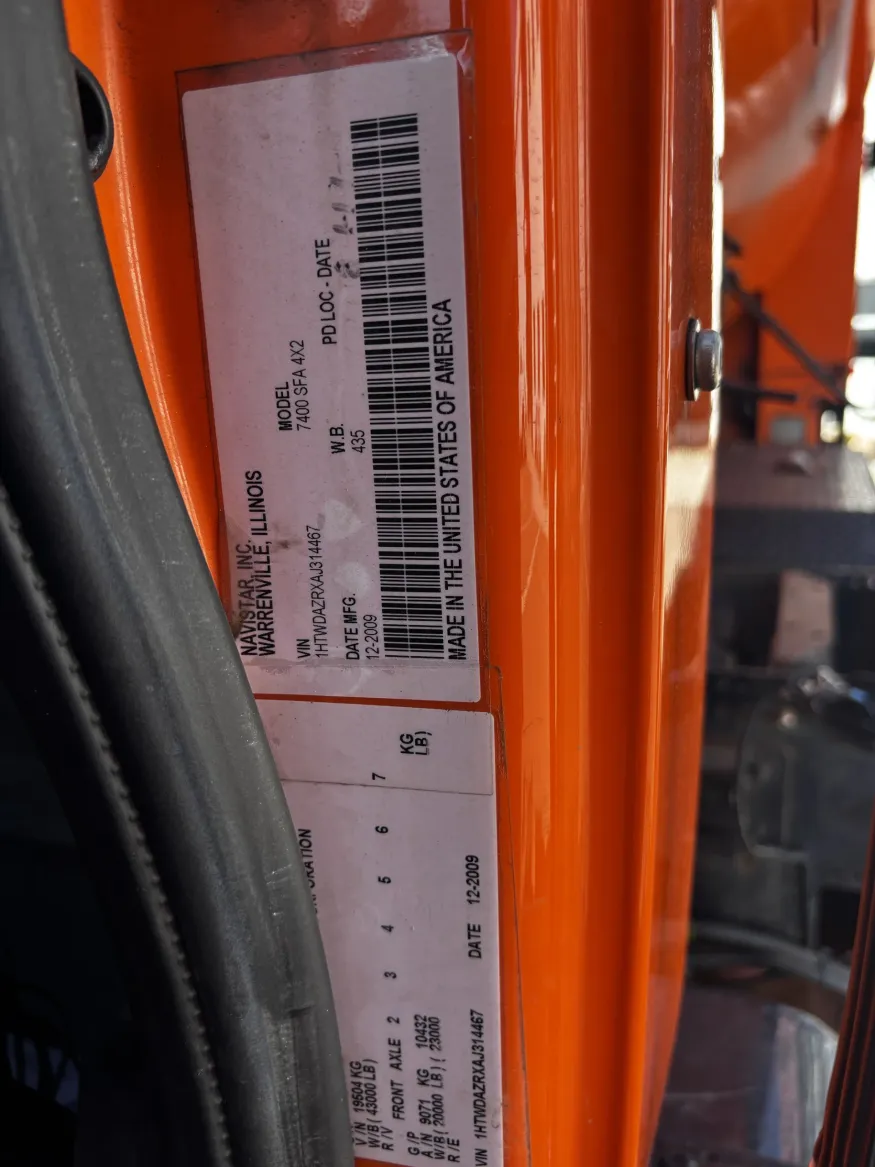 NAVISTAR, INC.
WARRENVILLE, ILLINOIS
VIN
1HTWDAZRXAJ314467
MODEL
7400 SFA 4X2
DATE MFG.
12-2009
W.B.
435
PD LOC - DATE
MADE IN THE UNITED STATES OF AMERICA
KG
LB)
FRONT AXLE 2 3 4 5 6 7
V/N 19504 KG
W/B ( 43000 LB)
R/V
G/P
A/N 9071 KG 10432
W/B ( 20000 LB) ( 23000
R/E
VIN 1HTWDAZRXAJ314467 DATE 12-2009